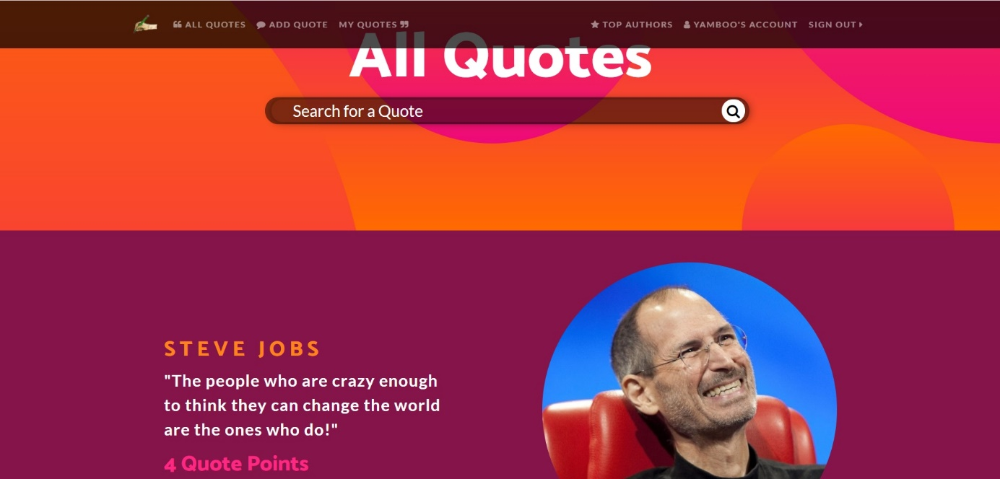 ALL QUOTES ADD QUOTE MY QUOTES TOP AUTHORS YAMBOO'S ACCOUNT SIGN OUT
All Quotes
Search for a Quote
STEVE JOBS
"The people who are crazy enough
to think they can change the world
are the ones who do!"
4 Quote Points